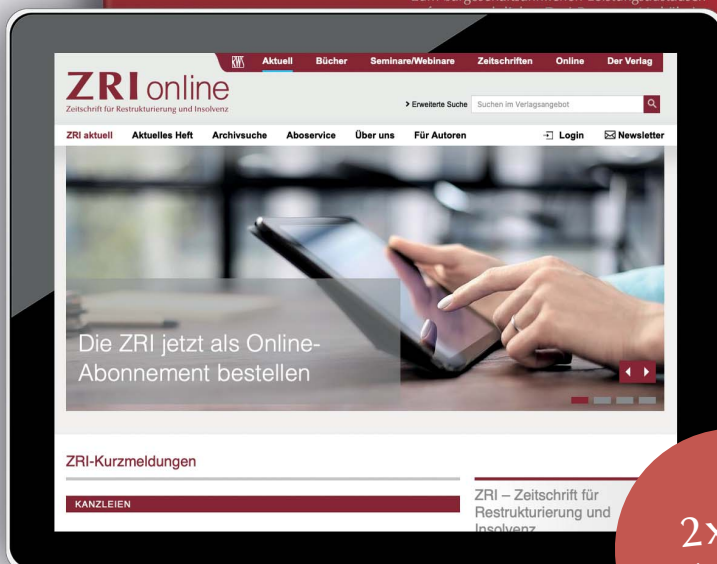 RWS Aktuell Bücher Seminare/Webinare Zeitschriften Online Der Verlag
ZRI online
Zeitschrift für Restrukturierung und Insolvenz
> Erweiterte Suche Suchen im Verlagsangebot
ZRI aktuell Aktuelles Heft Archivsuche Aboservice Über uns Für Autoren Login Newsletter
Die ZRI jetzt als Online-
Abonnement bestellen
ZRI-Kurzmeldungen
KANZLEIEN
ZRI – Zeitschrift für
Restrukturierung und
Insolvenz
2x